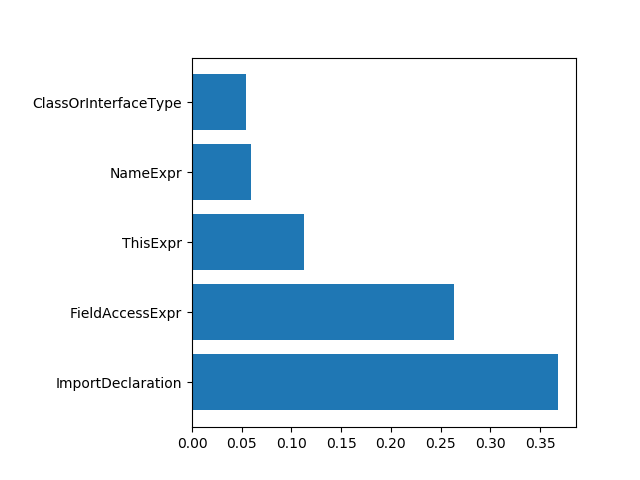 ClassOrInterfaceType
NameExpr
ThisExpr
FieldAccessExpr
ImportDeclaration
0.00 0.05 0.10 0.15 0.20 0.25 0.30 0.35